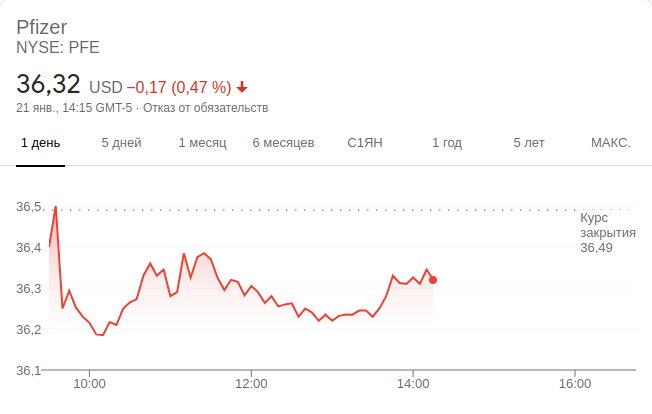 Pfizer
NYSE: PFE
36,32 USD −0,17 (0,47 %)
21 янв., 14:15 GMT-5 · Отказ от обязательств
1 день 5 дней 1 месяц 6 месяцев С1ЯН 1 год 5 лет МАКС.
36,5
Курс
закрытия
36,49
36,4
36,3
36,2
36,1
10:00 12:00 14:00 16:00